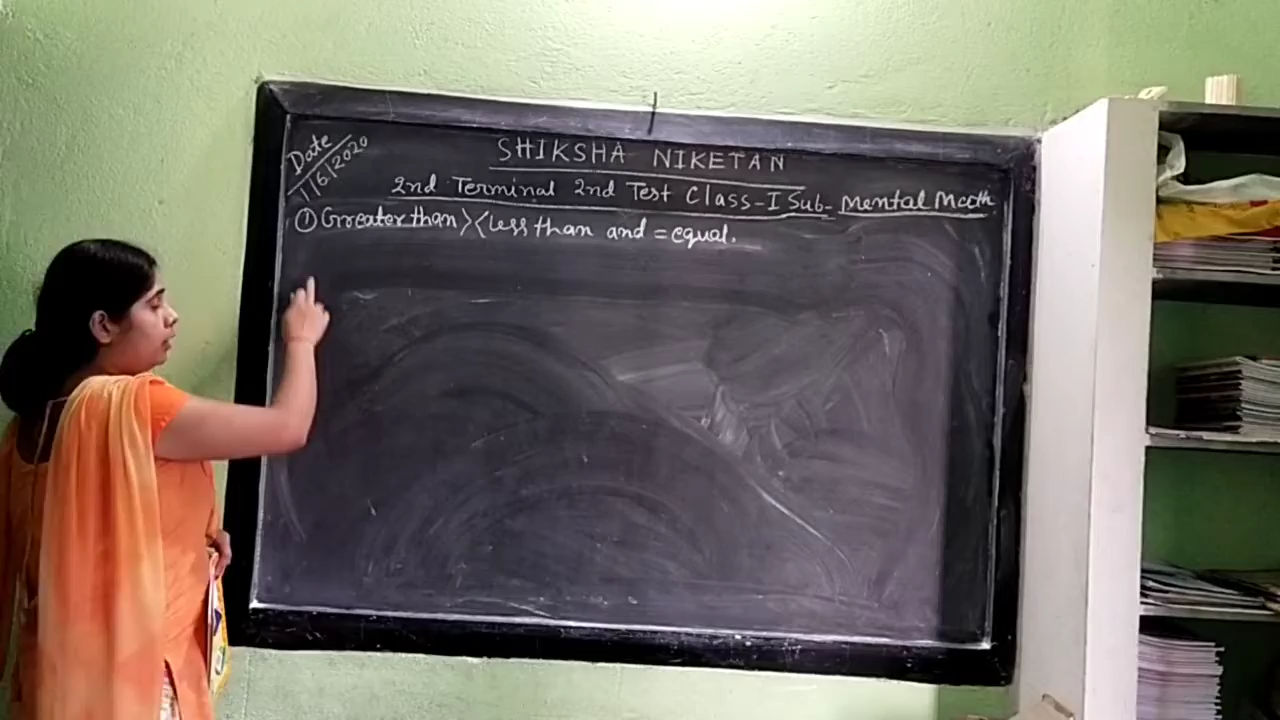 Date
1/6/2020
SHIKSHA NIKETAN
2nd Terminal 2nd Test Class-I Sub- Mental Math
① Greater than > < less than and = equal.